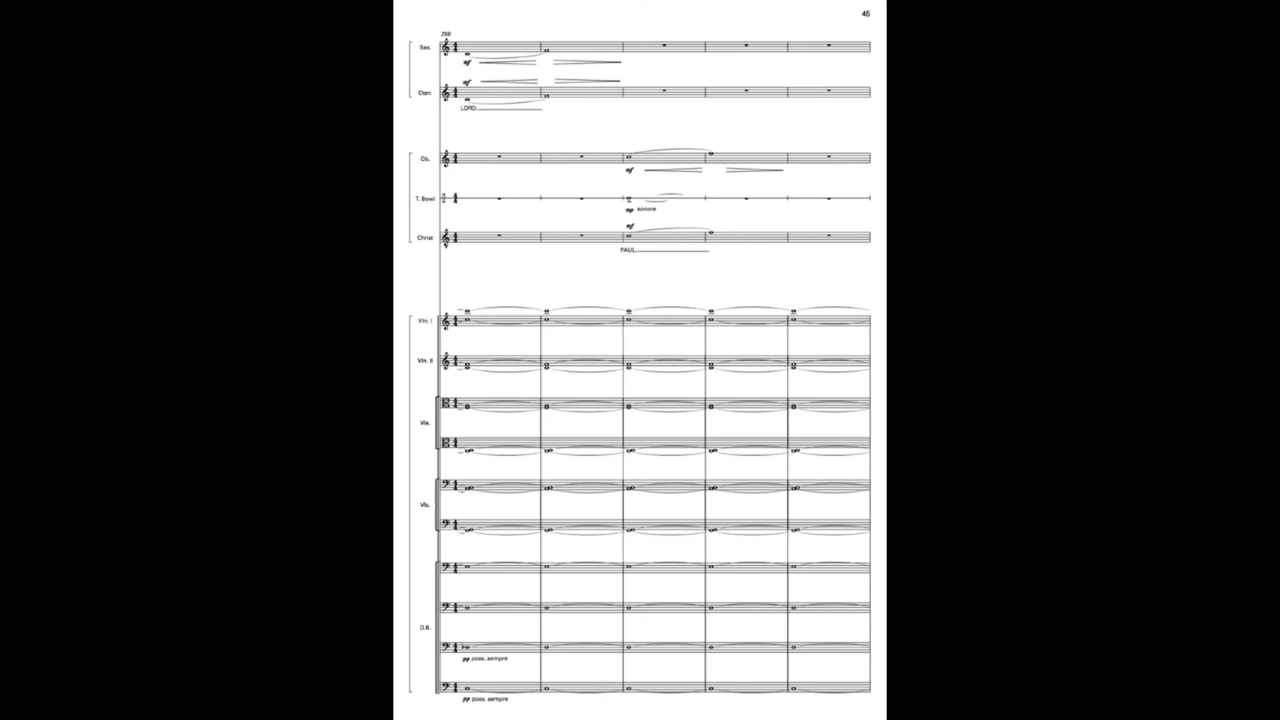 45
Sax.
mf
mf
Cten.
LORD
Ob.
mf
T. Bowl
mp sonore
mf
Christ
PAUL
Vln. I
Vln. II
Vla.
Vlc.
D.B.
pp poss. sempre
pp poss. sempre